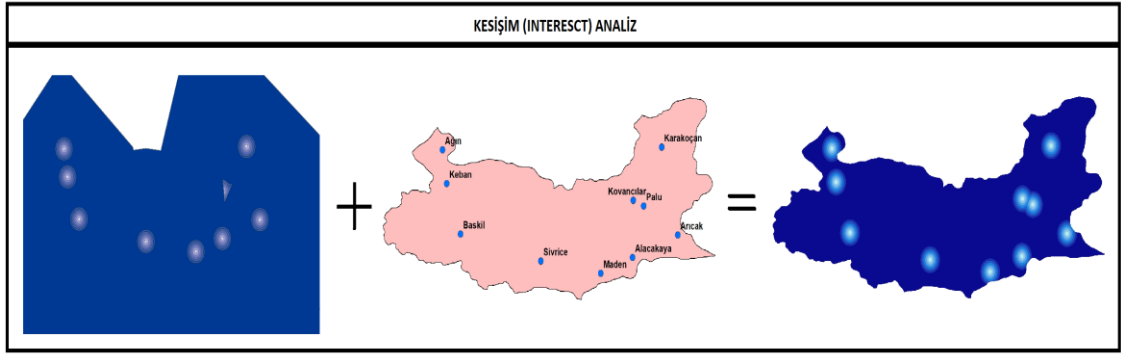 KESİŞİM (INTERESCT) ANALİZ
Ağın
Karakoçan
Keban
Kovancılar
Palu
Baskil
Arıcak
Sivrice
Alacakaya
Maden